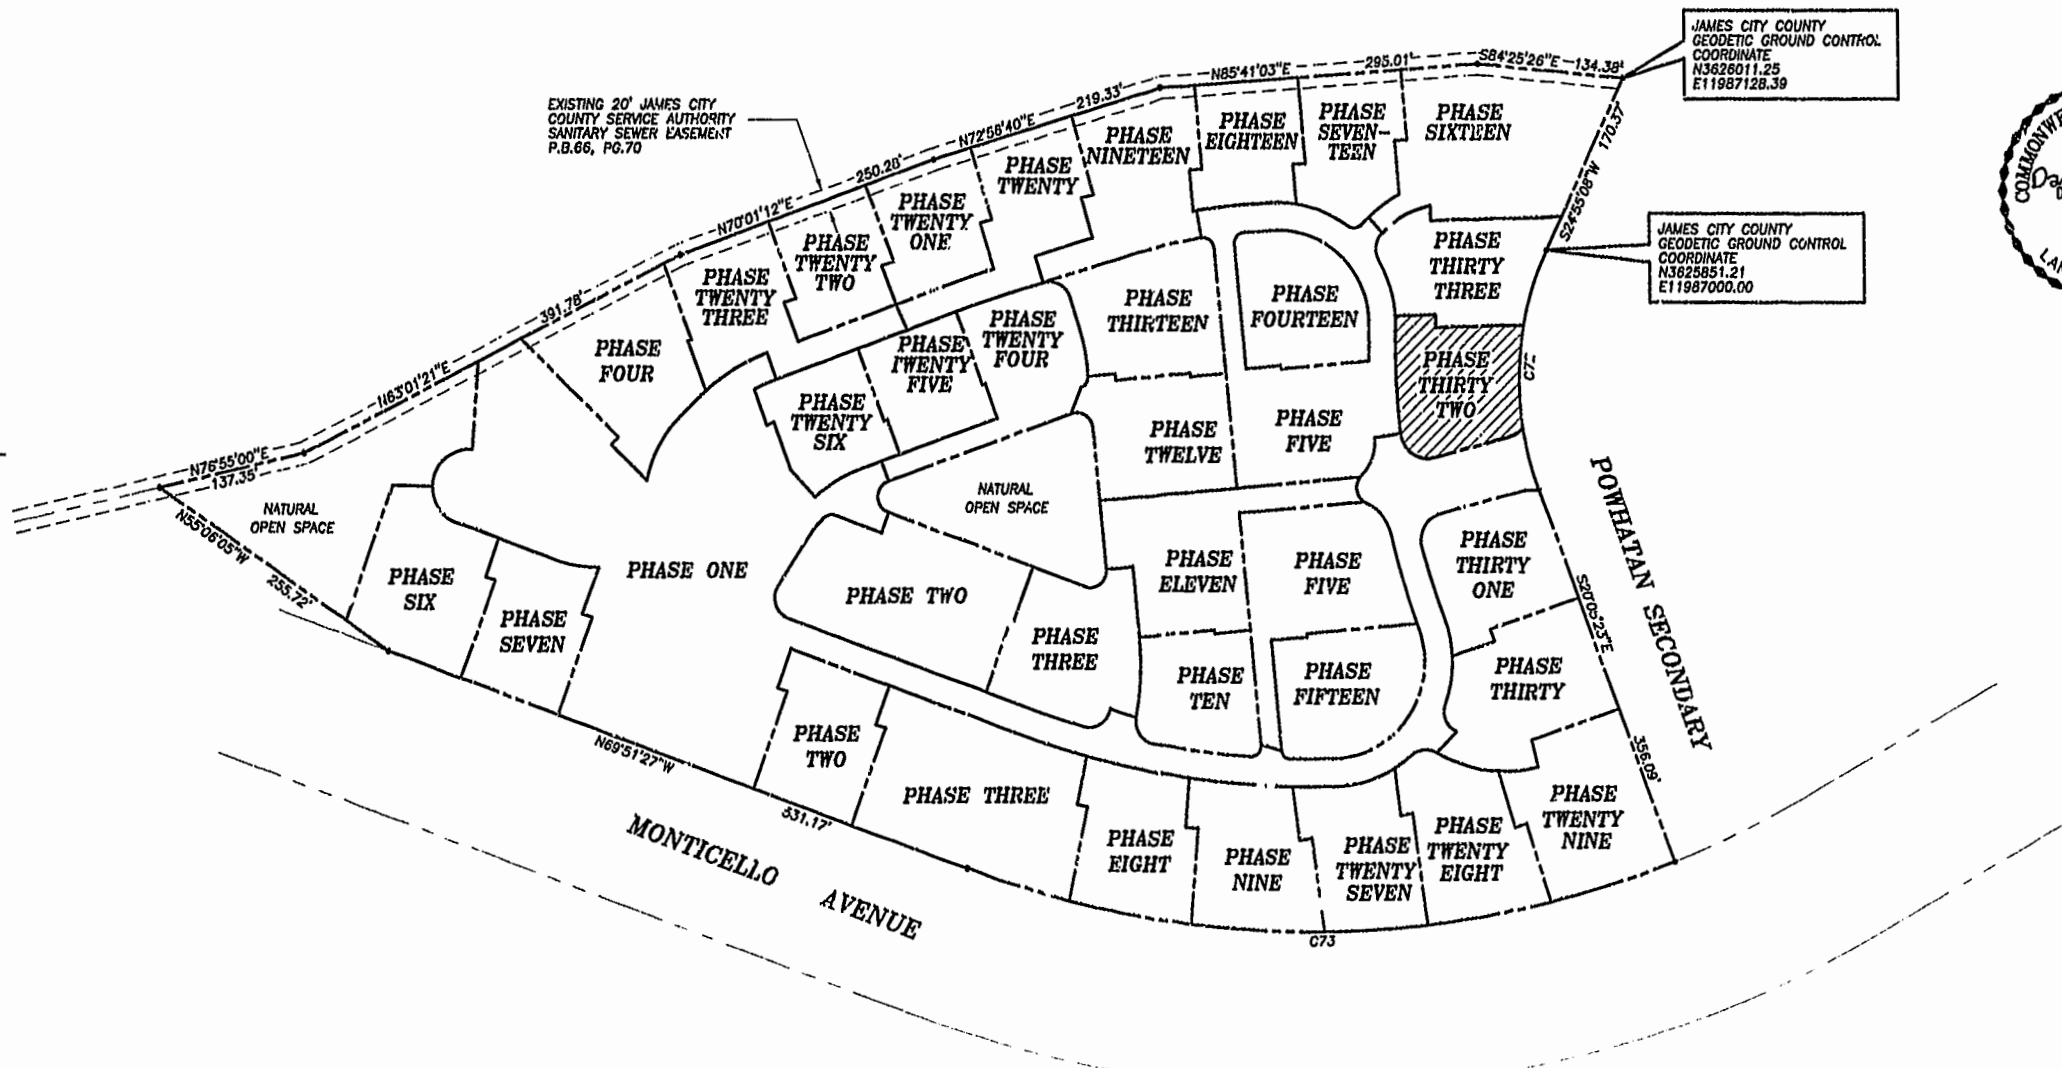 JAMES CITY COUNTY
GEODETIC GROUND CONTROL
COORDINATE
N3626011.25
E11987128.39
S84°25'26"E 134.38'
N85°41'03"E 295.01'
EXISTING 20' JAMES CITY
COUNTY SERVICE AUTHORITY
SANITARY SEWER EASEMENT
P.B.66, PG.70
N72°58'40"E 219.33'
N70°01'12"E 250.28'
N63°01'21"E 391.78'
N76°55'00"E
137.35'
S24°55'08"W 170.37'
COMMONWE
JAMES CITY COUNTY
GEODETIC GROUND CONTROL
COORDINATE
N3625851.21
E11987000.00
PHASE
SIXTEEN
PHASE
SEVEN-
TEEN
PHASE
EIGHTEEN
PHASE
NINETEEN
PHASE
TWENTY
PHASE
TWENTY
ONE
PHASE
TWENTY
TWO
PHASE
TWENTY
THREE
PHASE
FOUR
PHASE
THIRTY
THREE
PHASE
THIRTEEN
PHASE
FOURTEEN
PHASE
TWENTY
FOUR
PHASE
TWENTY
FIVE
PHASE
TWENTY
SIX
PHASE
THIRTY
TWO
C72
PHASE
TWELVE
PHASE
FIVE
NATURAL
OPEN SPACE
NATURAL
OPEN SPACE
N55°06'05"W
255.72'
PHASE
SIX
PHASE
SEVEN
PHASE ONE
PHASE TWO
PHASE
THREE
PHASE
ELEVEN
PHASE
FIVE
PHASE
THIRTY
ONE
PHASE
TEN
PHASE
FIFTEEN
PHASE
THIRTY
S20°05'23"E
356.09'
POWHATAN SECONDARY
PHASE
TWO
PHASE THREE
PHASE
EIGHT
PHASE
NINE
PHASE
TWENTY
SEVEN
PHASE
TWENTY
EIGHT
PHASE
TWENTY
NINE
N69°51'27"W
531.17'
C73
MONTICELLO AVENUE